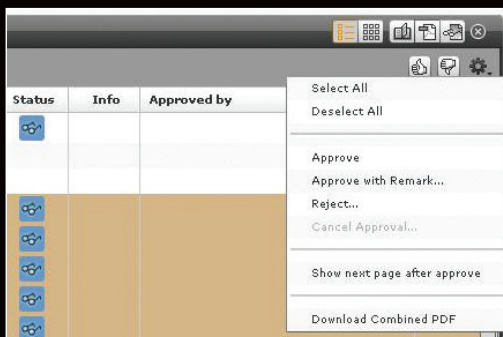 Status Info Approved by
Select All
Deselect All
Approve
Approve with Remark...
Reject...
Cancel Approval...
Show next page after approve
Download Combined PDF